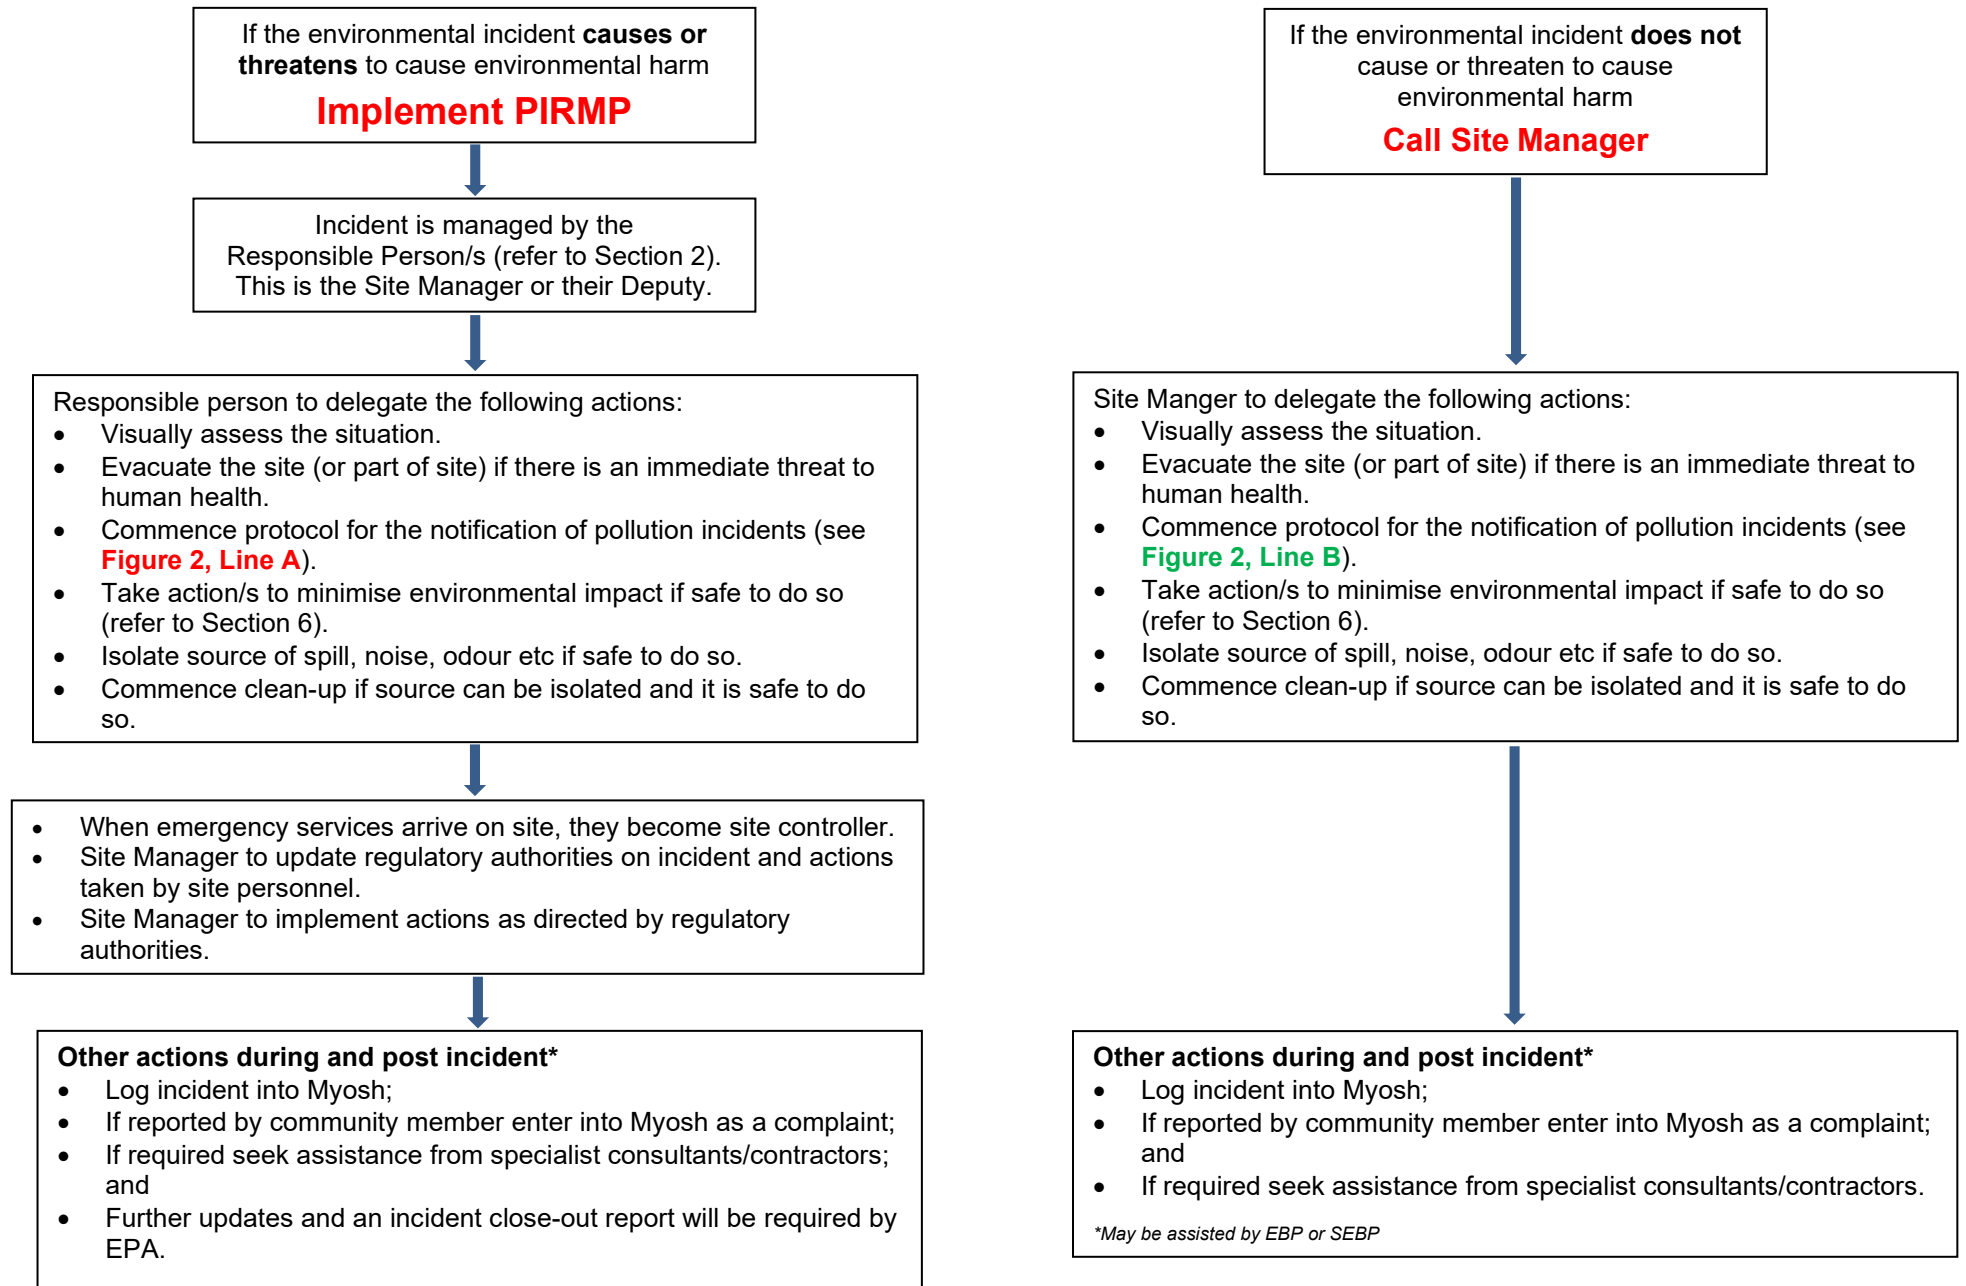 If the environmental incident causes or
threatens to cause environmental harm
Implement PIRMP
Incident is managed by the
Responsible Person/s (refer to Section 2).
This is the Site Manager or their Deputy.
Responsible person to delegate the following actions:
• Visually assess the situation.
• Evacuate the site (or part of site) if there is an immediate threat to
human health.
• Commence protocol for the notification of pollution incidents (see
Figure 2, Line A).
• Take action/s to minimise environmental impact if safe to do so
(refer to Section 6).
• Isolate source of spill, noise, odour etc if safe to do so.
• Commence clean-up if source can be isolated and it is safe to do
so.
• When emergency services arrive on site, they become site controller.
• Site Manager to update regulatory authorities on incident and actions
taken by site personnel.
• Site Manager to implement actions as directed by regulatory
authorities.
Other actions during and post incident*
• Log incident into Myosh;
• If reported by community member enter into Myosh as a complaint;
• If required seek assistance from specialist consultants/contractors;
and
• Further updates and an incident close-out report will be required by
EPA.
If the environmental incident does not
cause or threaten to cause
environmental harm
Call Site Manager
Site Manger to delegate the following actions:
• Visually assess the situation.
• Evacuate the site (or part of site) if there is an immediate threat to
human health.
• Commence protocol for the notification of pollution incidents (see
Figure 2, Line B).
• Take action/s to minimise environmental impact if safe to do so
(refer to Section 6).
• Isolate source of spill, noise, odour etc if safe to do so.
• Commence clean-up if source can be isolated and it is safe to do
so.
Other actions during and post incident*
• Log incident into Myosh;
• If reported by community member enter into Myosh as a complaint;
and
• If required seek assistance from specialist consultants/contractors.
*May be assisted by EBP or SEBP